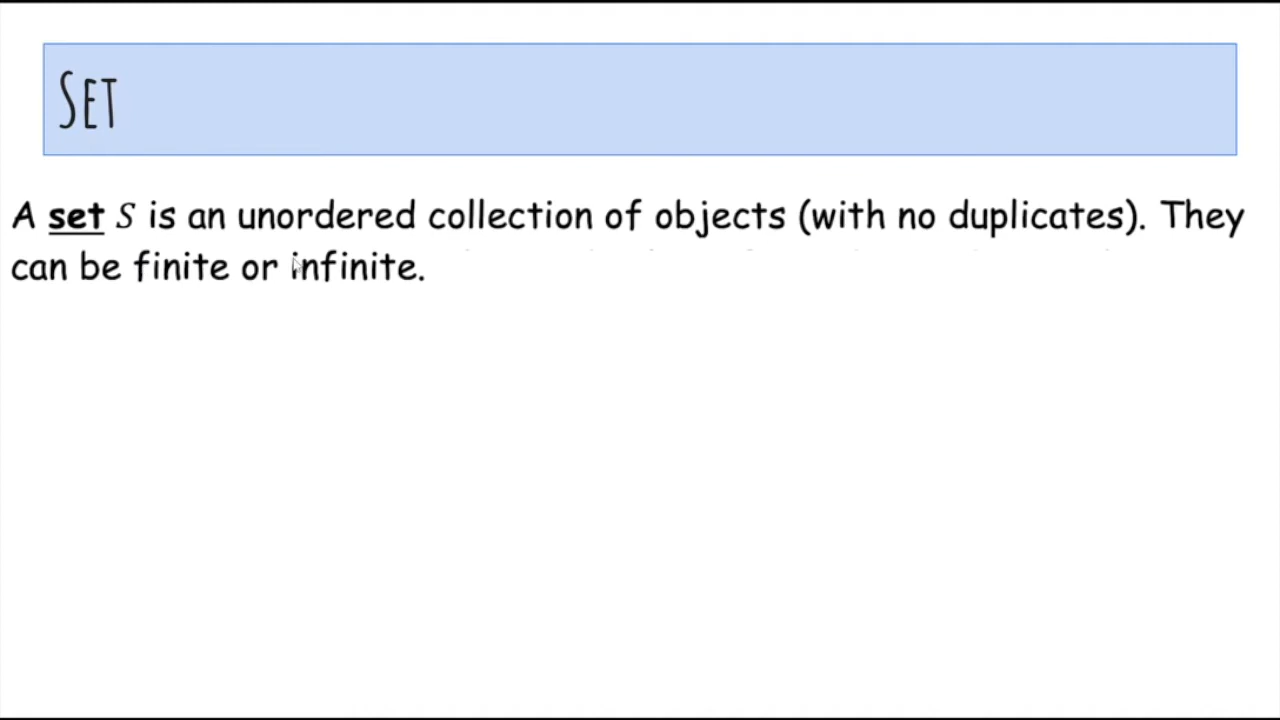 SET
A set S is an unordered collection of objects (with no duplicates). They
can be finite or infinite.